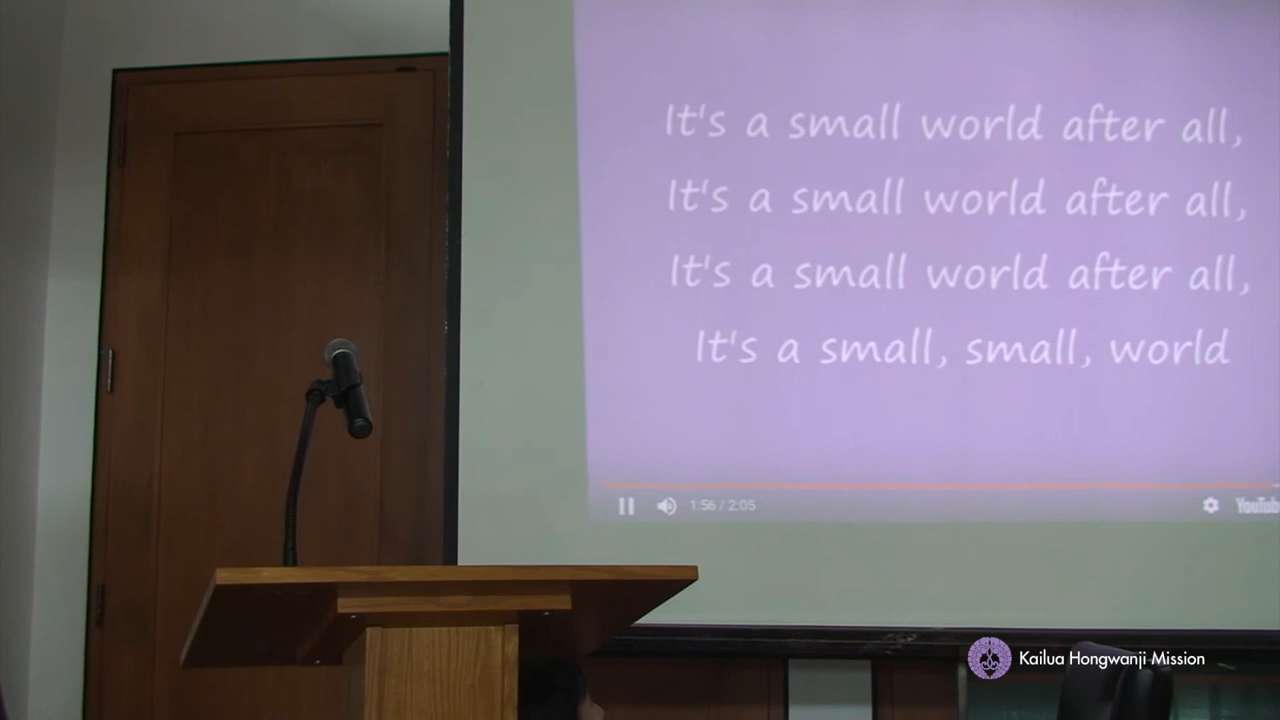 It's a small world after all,
It's a small world after all,
It's a small world after all,
It's a small, small, world
1:56 / 2:05
Kailua Hongwanji Mission